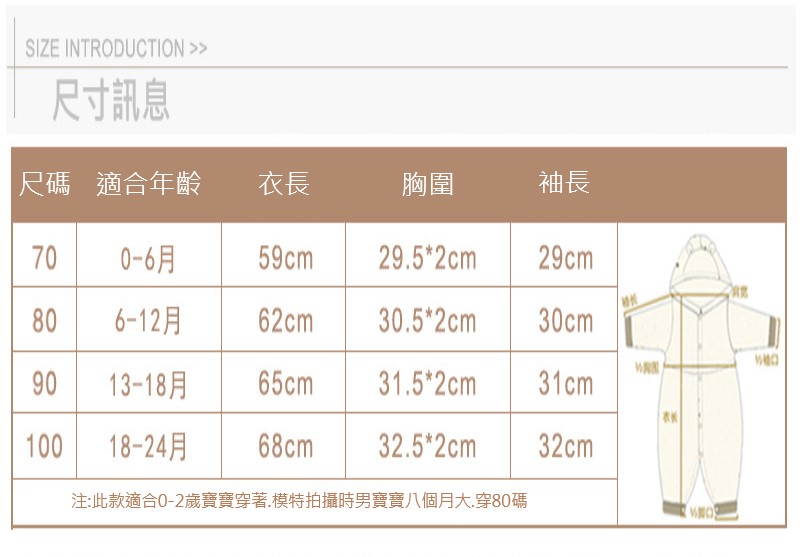 SIZE INTRODUCTION >>
尺寸訊息
尺碼 適合年齡 衣長 胸圍 袖長
70 0-6月 59cm 29.5*2cm 29cm
80 6-12月 62cm 30.5*2cm 30cm
90 13-18月 65cm 31.5*2cm 31cm
100 18-24月 68cm 32.5*2cm 32cm
注:此款適合0-2歲寶寶穿著.模特拍攝時男寶寶八個月大.穿80碼
袖长
肩宽
½胸围
½袖口
衣长
½脚口